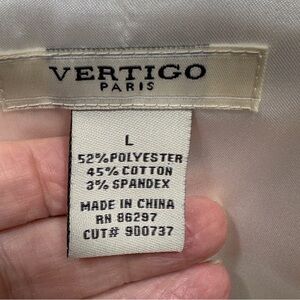 VERTIGO
PARIS
L
52% POLYESTER
45% COTTON
3% SPANDEX
MADE IN CHINA
RN 86297
CUT# 900737